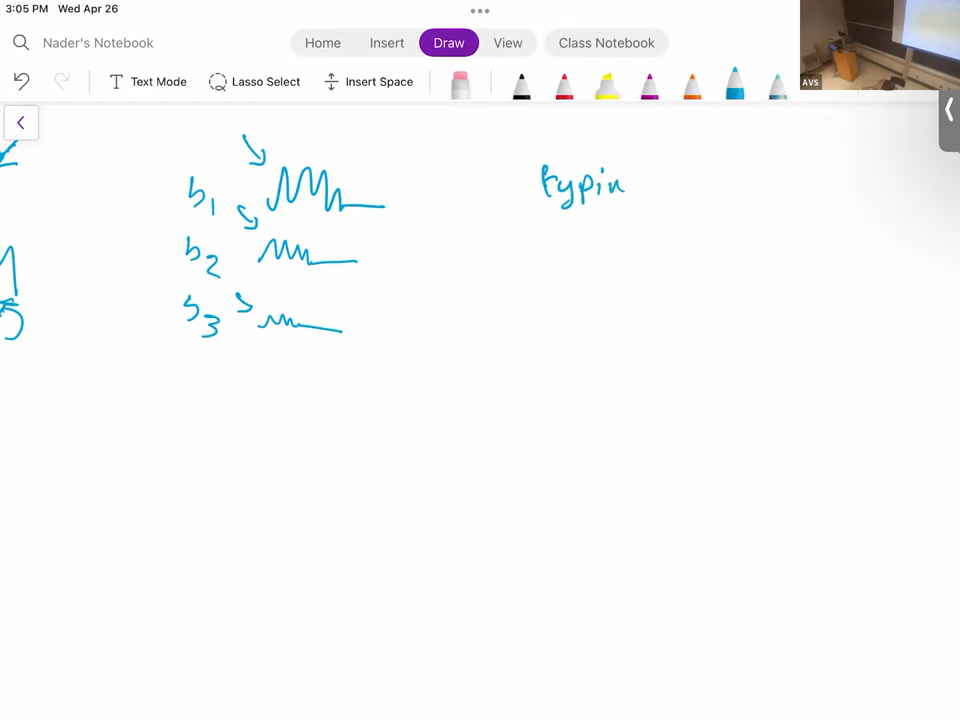 3:05 PM Wed Apr 26
Nader's Notebook
Home Insert Draw View Class Notebook
Text Mode Lasso Select Insert Space
AVS
b1
typin
b2
b3